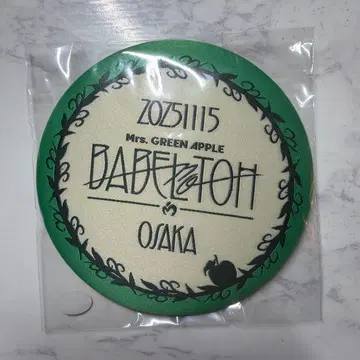 20251115
Mrs. GREEN APPLE
BABEL no TOH
OSAKA